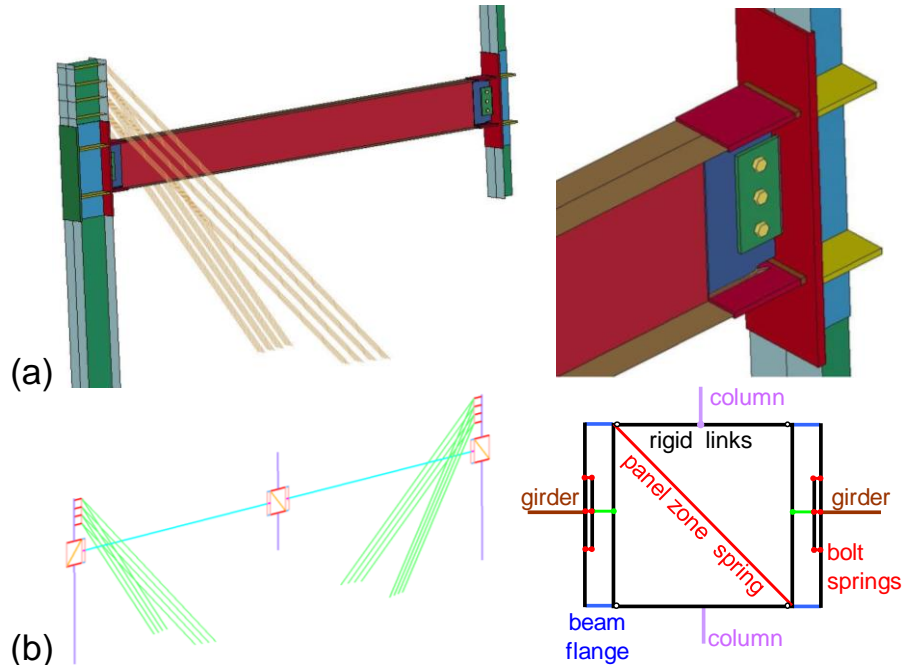 (a)
column
rigid links
panel zone spring
girder
girder
bolt
springs
beam
flange
column
(b)